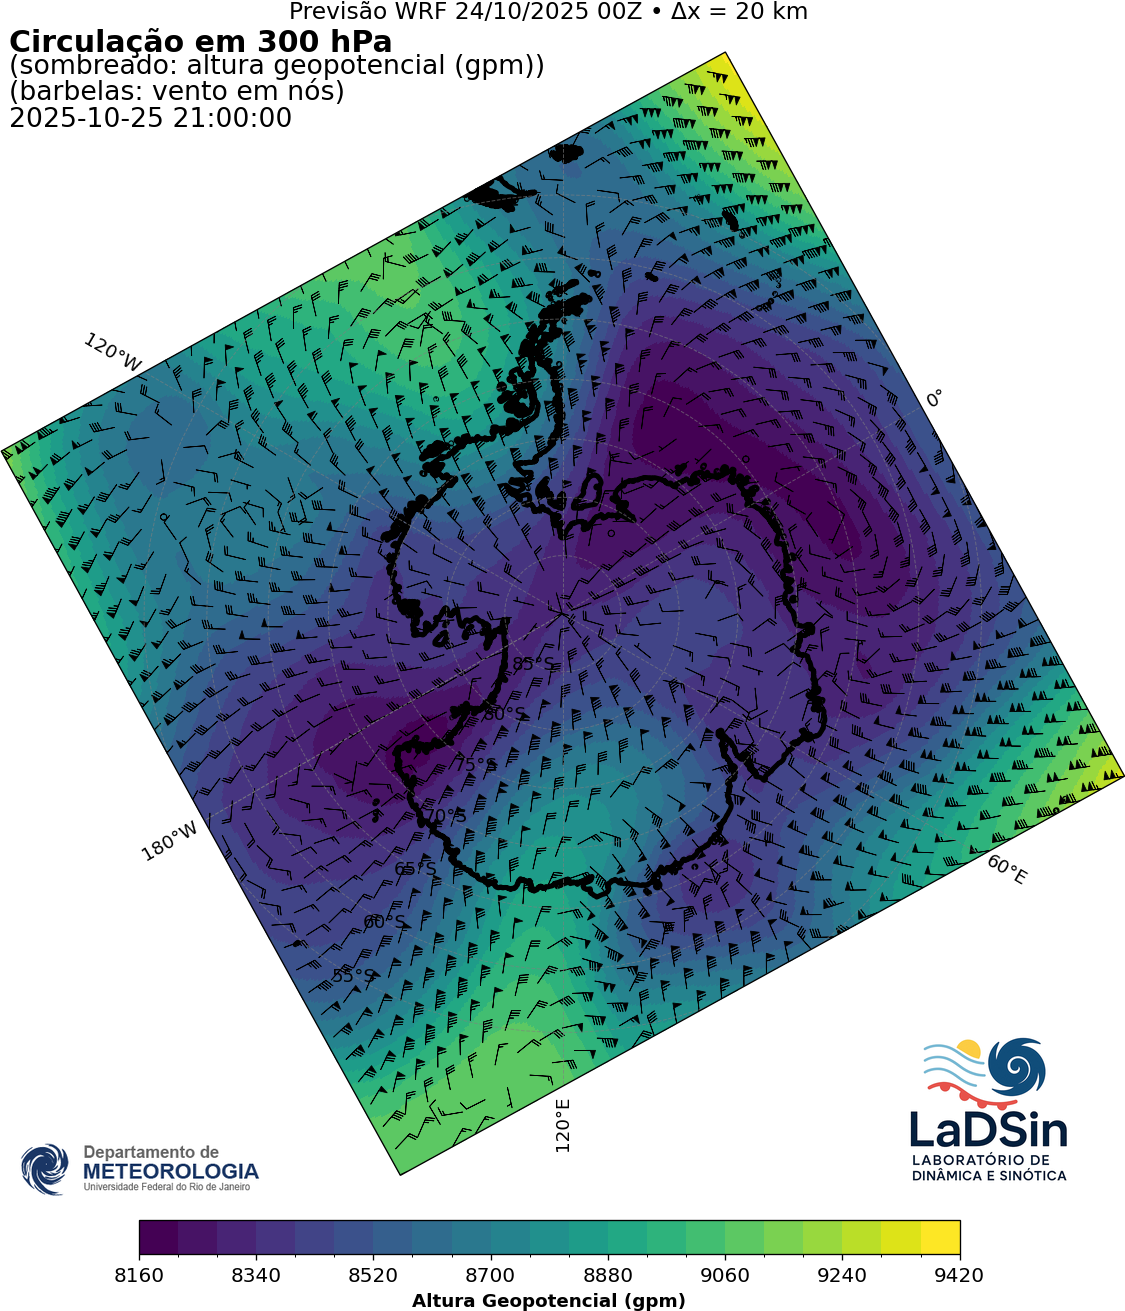 Previsão WRF 24/10/2025 00Z • Δx = 20 km
Circulação em 300 hPa
(sombreado: altura geopotencial (gpm))
(barbelas: vento em nós)
2025-10-25 21:00:00
120°W
0°
85°S
80°S
75°S
70°S
180°W
65°S
60°E
60°S
55°S
120°E
LaDSin
LABORATÓRIO DE
DINÂMICA E SINÓTICA
Departamento de
METEOROLOGIA
Universidade Federal do Rio de Janeiro
8160 8340 8520 8700 8880 9060 9240 9420
Altura Geopotencial (gpm)